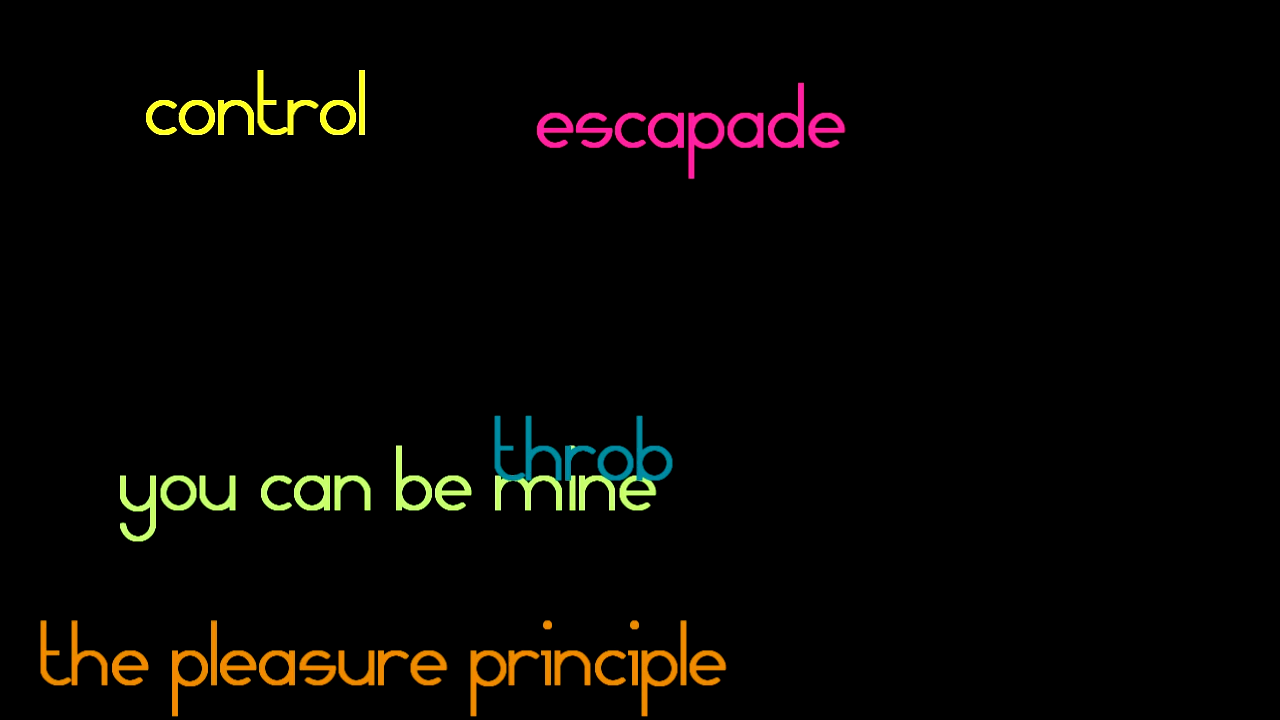 control
escapade
throb
you can be mine
the pleasure principle